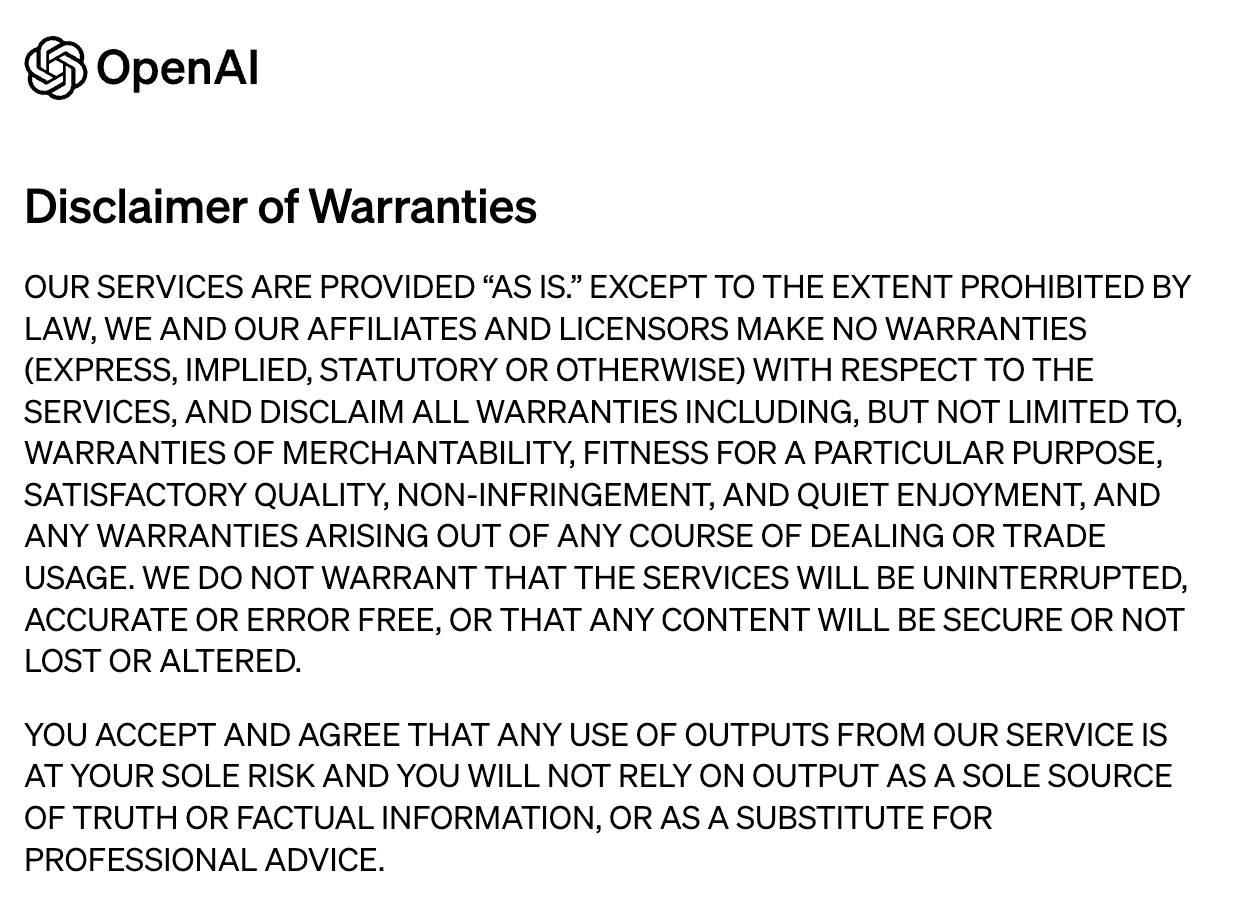 OpenAI
Disclaimer of Warranties
OUR SERVICES ARE PROVIDED “AS IS.” EXCEPT TO THE EXTENT PROHIBITED BY
LAW, WE AND OUR AFFILIATES AND LICENSORS MAKE NO WARRANTIES
(EXPRESS, IMPLIED, STATUTORY OR OTHERWISE) WITH RESPECT TO THE
SERVICES, AND DISCLAIM ALL WARRANTIES INCLUDING, BUT NOT LIMITED TO,
WARRANTIES OF MERCHANTABILITY, FITNESS FOR A PARTICULAR PURPOSE,
SATISFACTORY QUALITY, NON-INFRINGEMENT, AND QUIET ENJOYMENT, AND
ANY WARRANTIES ARISING OUT OF ANY COURSE OF DEALING OR TRADE
USAGE. WE DO NOT WARRANT THAT THE SERVICES WILL BE UNINTERRUPTED,
ACCURATE OR ERROR FREE, OR THAT ANY CONTENT WILL BE SECURE OR NOT
LOST OR ALTERED.
YOU ACCEPT AND AGREE THAT ANY USE OF OUTPUTS FROM OUR SERVICE IS
AT YOUR SOLE RISK AND YOU WILL NOT RELY ON OUTPUT AS A SOLE SOURCE
OF TRUTH OR FACTUAL INFORMATION, OR AS A SUBSTITUTE FOR
PROFESSIONAL ADVICE.